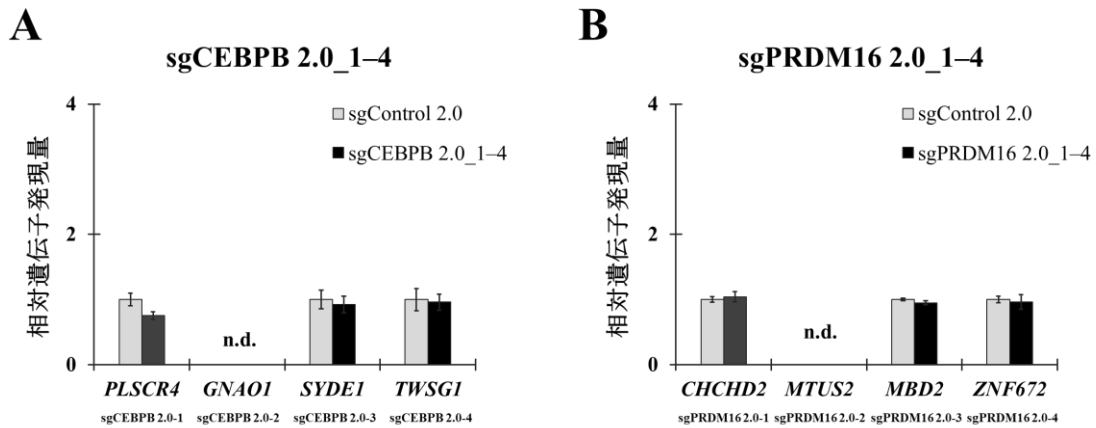 A
sgCEBPB 2.0_1–4
sgControl 2.0
sgCEBPB 2.0_1–4
相対遺伝子発現量
4
2
0
n.d.
PLSCR4 GNAO1 SYDE1 TWSG1
sgCEBPB 2.0-1 sgCEBPB 2.0-2 sgCEBPB 2.0-3 sgCEBPB 2.0-4
B
sgPRDM16 2.0_1–4
sgControl 2.0
sgPRDM16 2.0_1–4
相対遺伝子発現量
4
2
0
n.d.
CHCHD2 MTUS2 MBD2 ZNF672
sgPRDM16 2.0-1 sgPRDM16 2.0-2 sgPRDM16 2.0-3 sgPRDM16 2.0-4